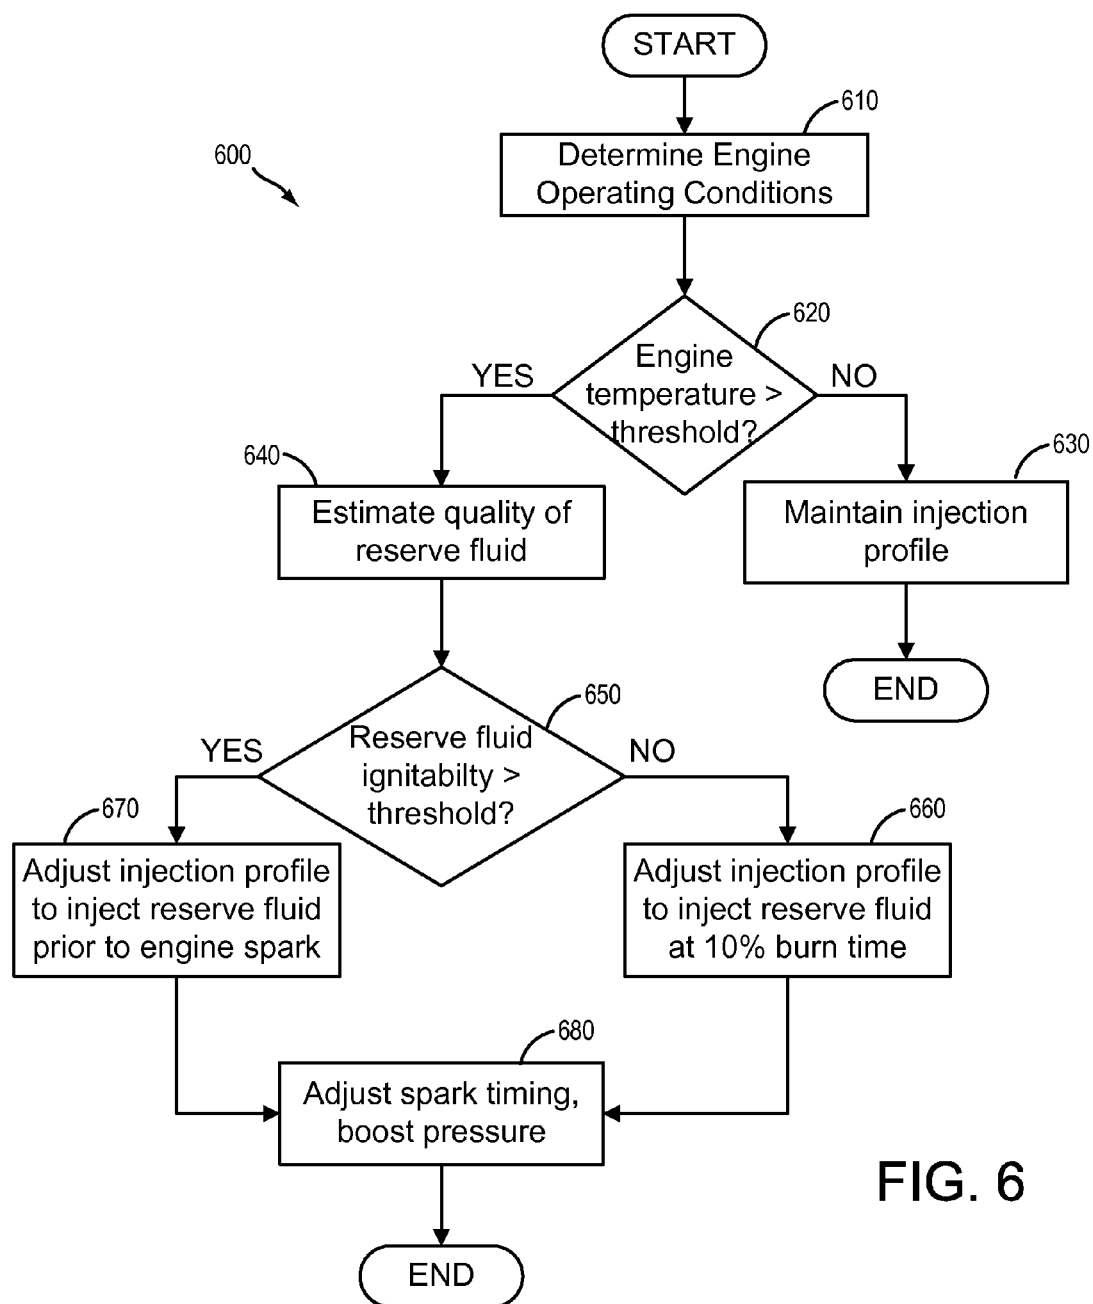 START
610
Determine Engine
Operating Conditions
600
620
Engine
temperature >
threshold?
YES
NO
640
630
Estimate quality of
reserve fluid
Maintain injection
profile
END
650
Reserve fluid
ignitabilty >
threshold?
YES
NO
670
660
Adjust injection profile
to inject reserve fluid
prior to engine spark
Adjust injection profile
to inject reserve fluid
at 10% burn time
680
Adjust spark timing,
boost pressure
FIG. 6
END